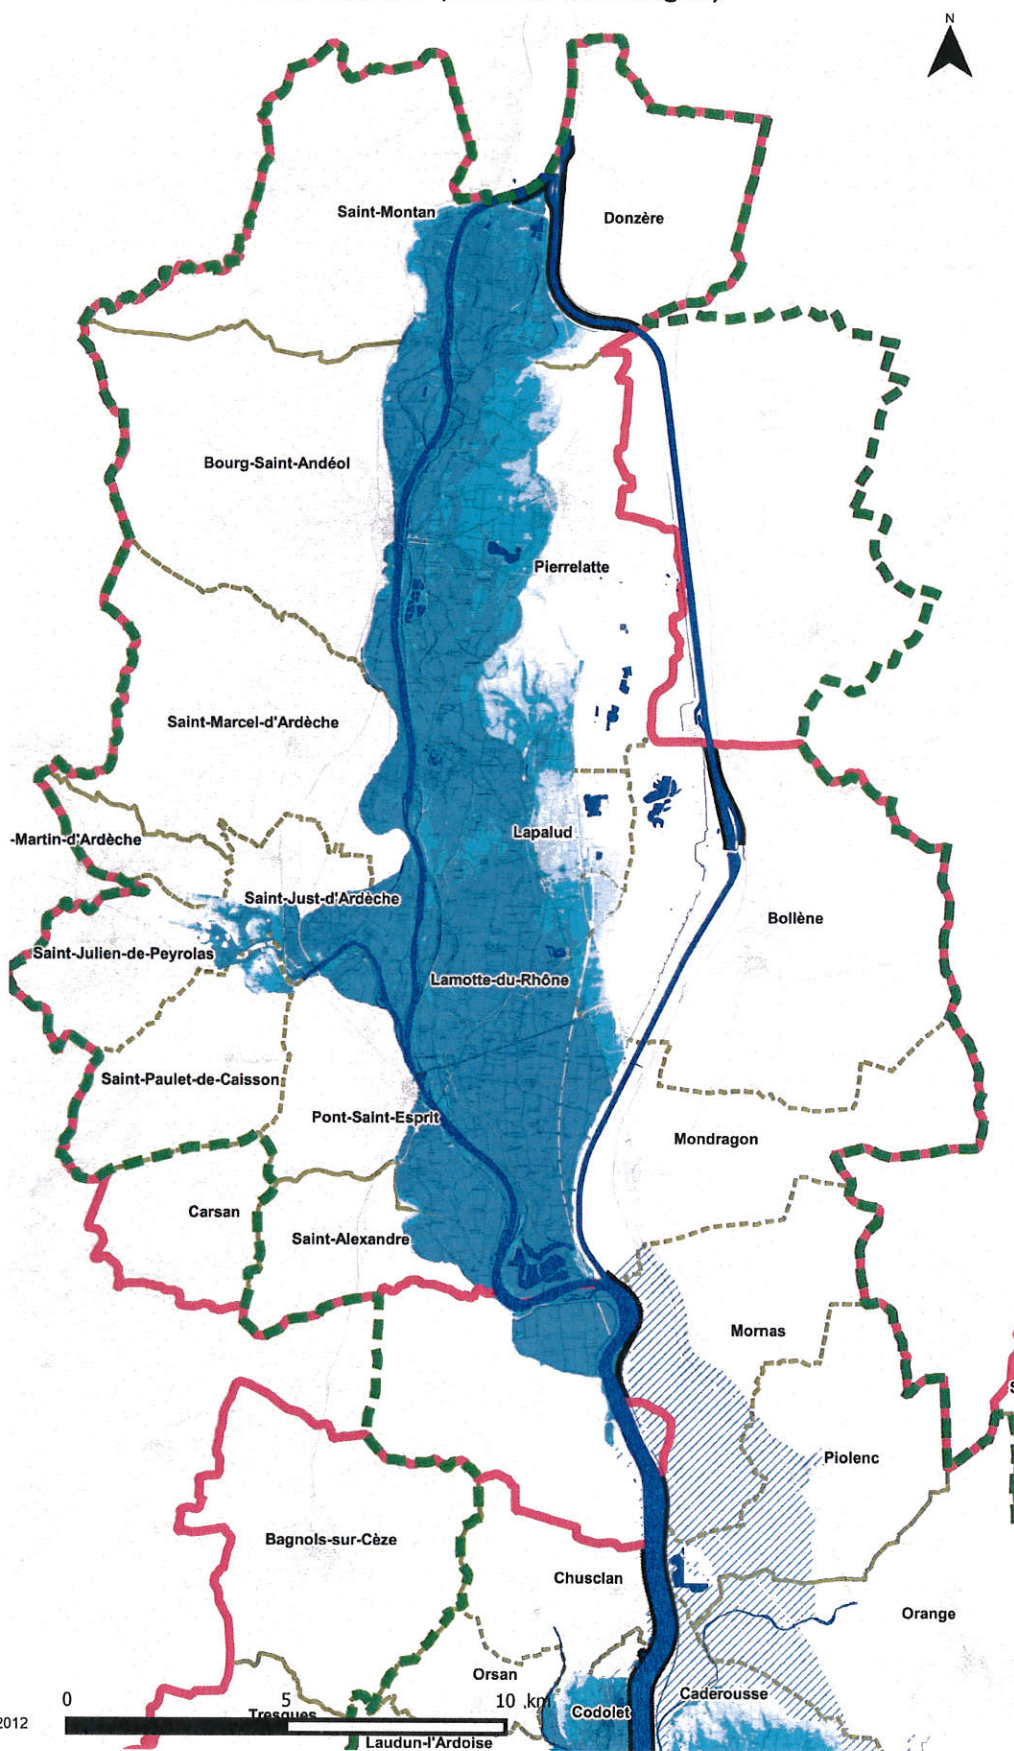 N
Saint-Montan
Donzère
Bourg-Saint-Andéol
Pierrelatte
Saint-Marcel-d'Ardèche
Lapalud
-Martin-d'Ardèche
Saint-Just-d'Ardèche
Bollène
Saint-Julien-de-Peyrolas
Lamotte-du-Rhône
Saint-Paulet-de-Caisson
Pont-Saint-Esprit
Mondragon
Carsan
Saint-Alexandre
Mornas
Piolenc
Bagnols-sur-Cèze
Chusclan
Orange
Orsan
Caderousse
0 5 10 km
Codolet
Tresques
2012
Laudun-l'Ardoise